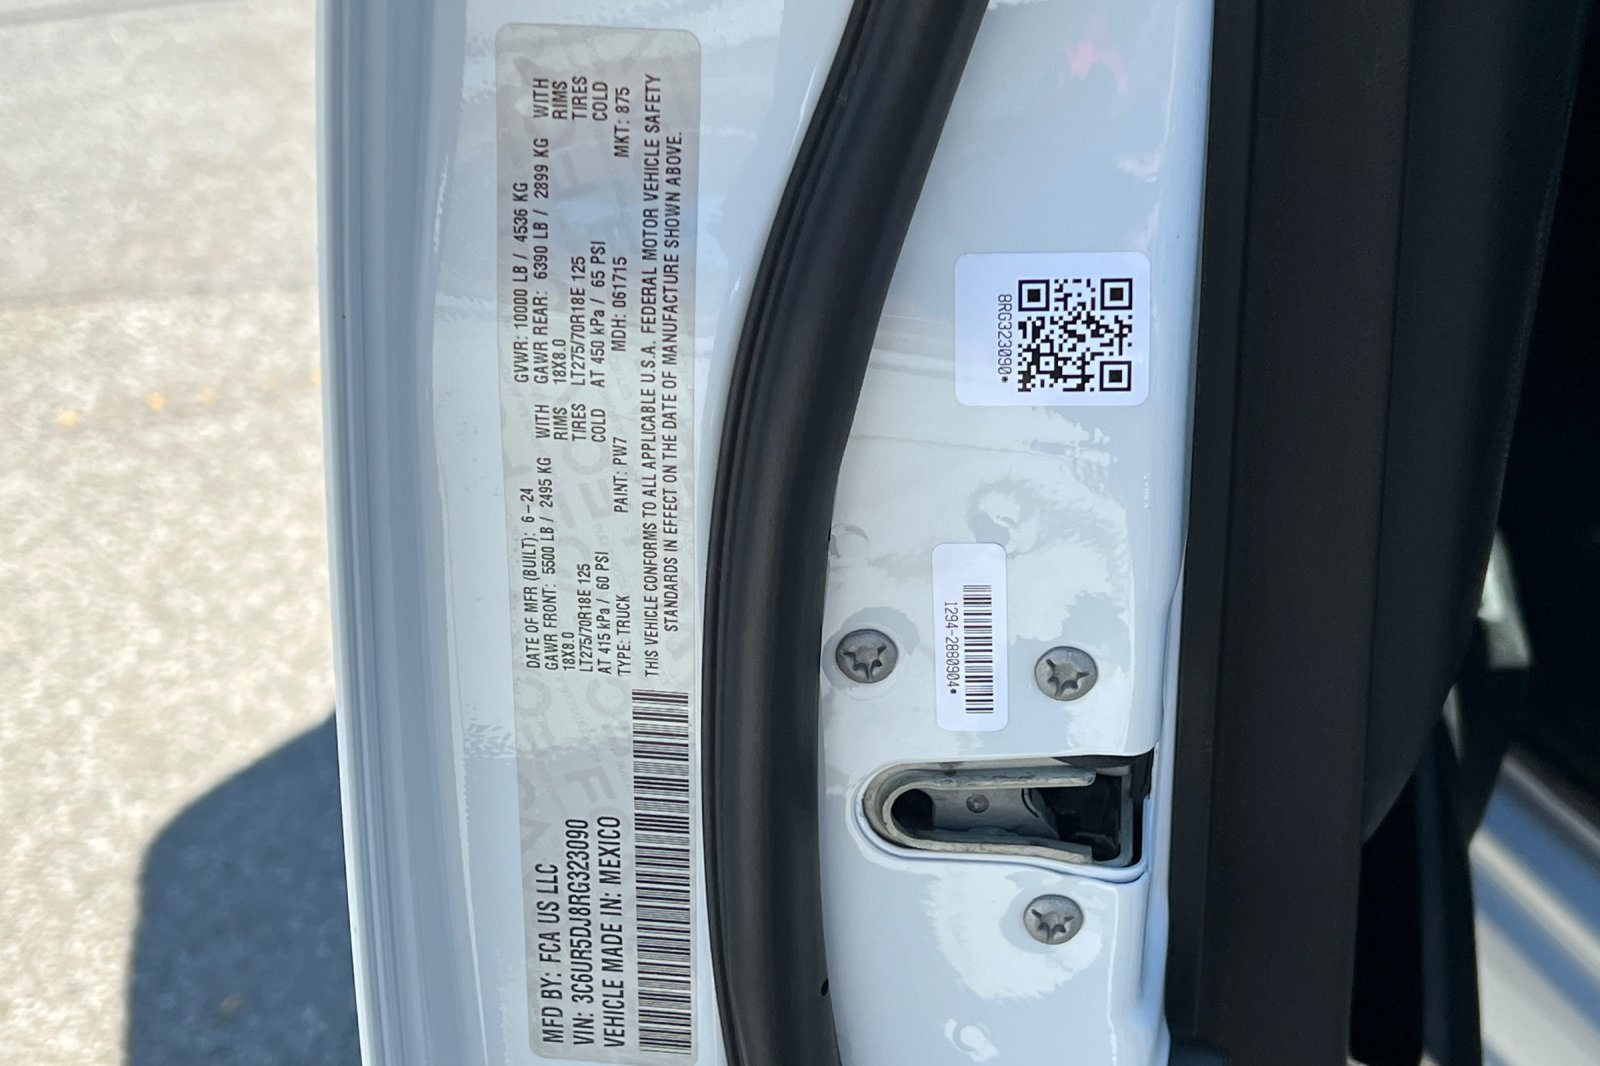 MFD BY: FCA US LLC
VIN: 3C6UR5DJ8RG323090
VEHICLE MADE IN: MEXICO
DATE OF MFR (BUILT): 6-24
GAWR FRONT: 5500 LB / 2495 KG WITH
18X8.0 RIMS
LT275/70R18E 125 TIRES
AT 415 kPa / 60 PSI COLD
TYPE: TRUCK PAINT: PW7
GVWR: 10000 LB / 4536 KG
GAWR REAR: 6390 LB / 2899 KG WITH
18X8.0 RIMS
LT275/70R18E 125 TIRES
AT 450 kPa / 65 PSI COLD
MDH: 061715 MKT: 875
THIS VEHICLE CONFORMS TO ALL APPLICABLE U.S.A. FEDERAL MOTOR VEHICLE SAFETY
STANDARDS IN EFFECT ON THE DATE OF MANUFACTURE SHOWN ABOVE.
8RG323090*
1294-28809​04*